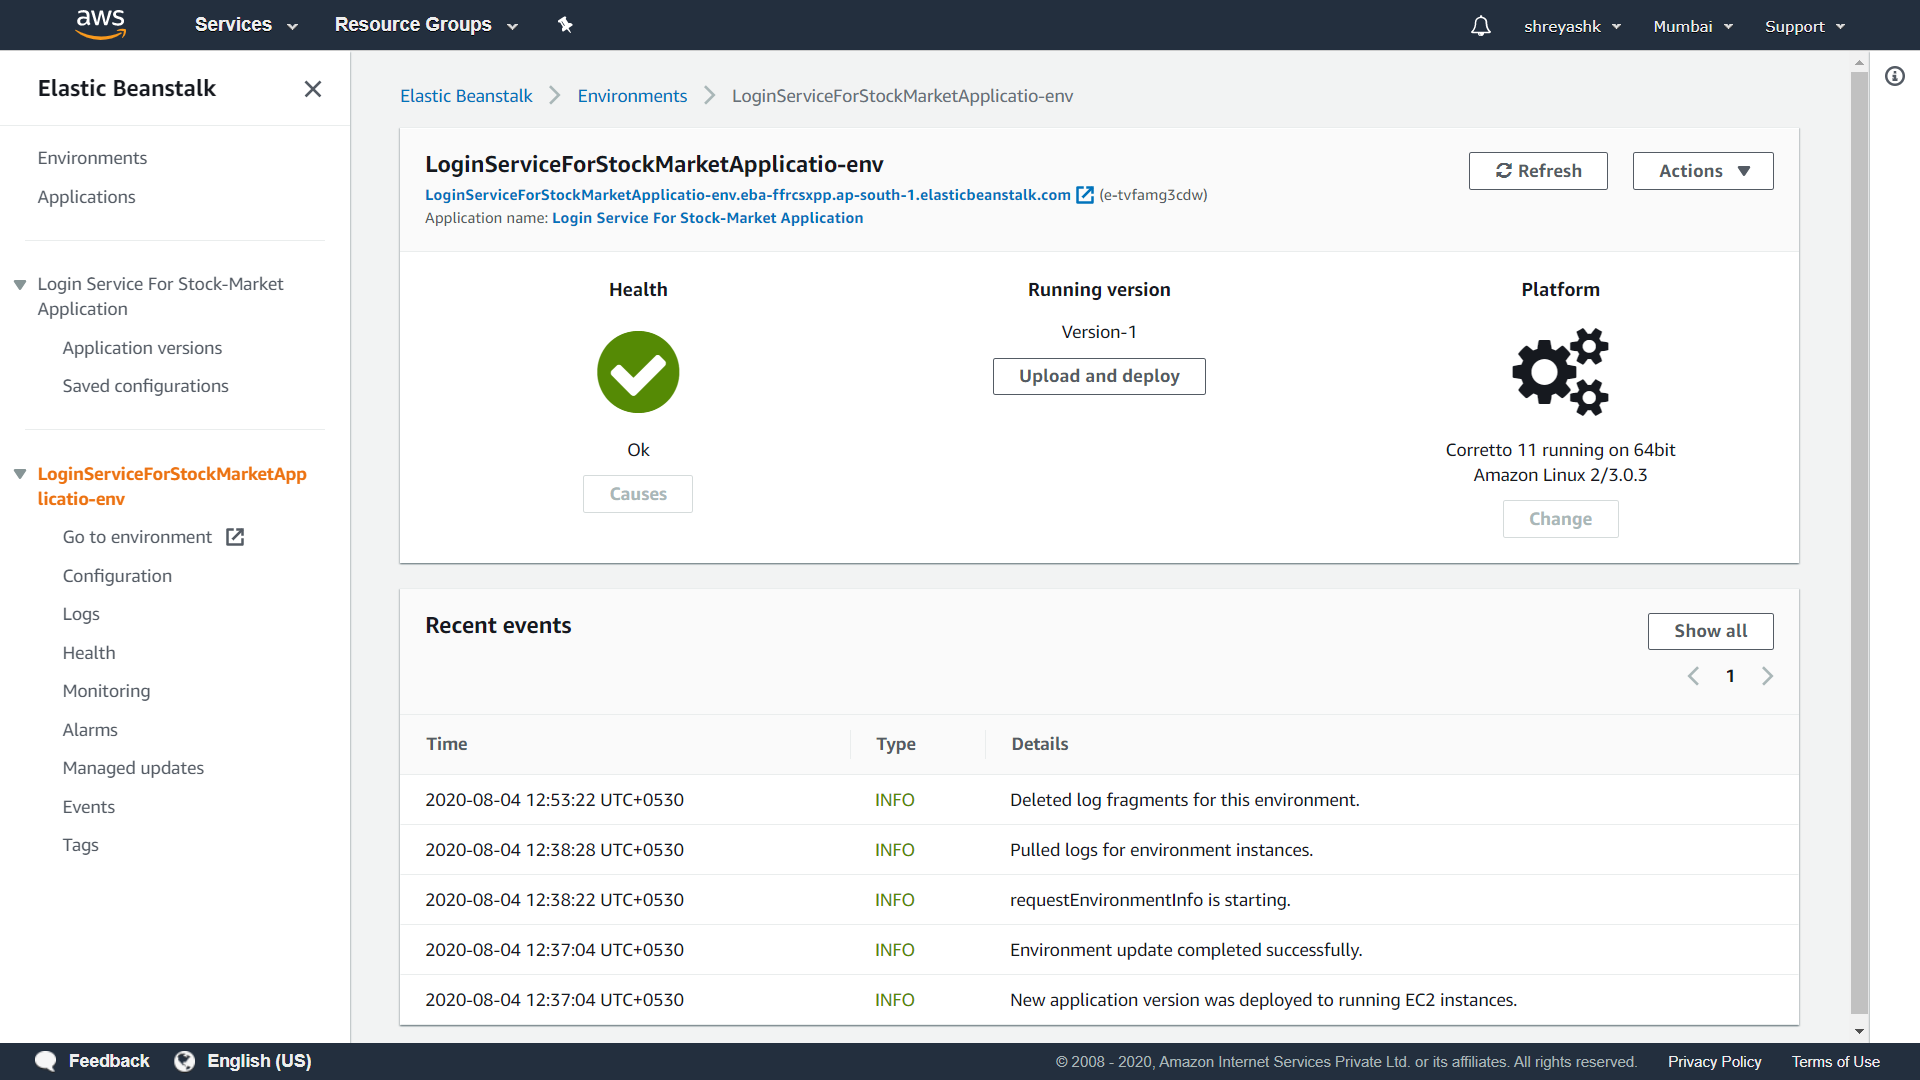 aws Services Resource Groups shreyashk Mumbai Support
Elastic Beanstalk
Environments
Applications
Login Service For Stock-Market
Application
Application versions
Saved configurations
LoginServiceForStockMarketApp
licatio-env
Go to environment
Configuration
Logs
Health
Monitoring
Alarms
Managed updates
Events
Tags
Elastic Beanstalk Environments LoginServiceForStockMarketApplicatio-env
LoginServiceForStockMarketApplicatio-env
Refresh Actions
LoginServiceForStockMarketApplicatio-env.eba-ffrcsxpp.ap-south-1.elasticbeanstalk.com (e-tvfamg3cdw)
Application name: Login Service For Stock-Market Application
Health
Ok
Causes
Running version
Version-1
Upload and deploy
Platform
Corretto 11 running on 64bit
Amazon Linux 2/3.0.3
Change
Recent events
Show all
1
Time Type Details
2020-08-04 12:53:22 UTC+0530 INFO Deleted log fragments for this environment.
2020-08-04 12:38:28 UTC+0530 INFO Pulled logs for environment instances.
2020-08-04 12:38:22 UTC+0530 INFO requestEnvironmentInfo is starting.
2020-08-04 12:37:04 UTC+0530 INFO Environment update completed successfully.
2020-08-04 12:37:04 UTC+0530 INFO New application version was deployed to running EC2 instances.
Feedback English (US) © 2008 - 2020, Amazon Internet Services Private Ltd. or its affiliates. All rights reserved. Privacy Policy Terms of Use